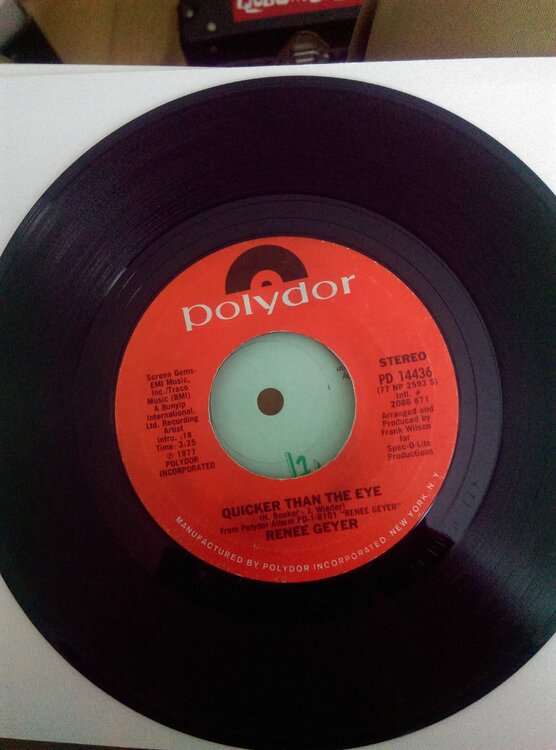 polydor
Screen Gems-
EMI Music,
Inc./Traco
Music (BMI)
A Bunyip
International,
Ltd. Recording
Artist
Intro. :18
Time: 3:25
℗ 1977
POLYDOR
INCORPORATED
STEREO
PD 14436
(77 NP 2593 S)
Intl. #
2066 871
Arranged and
Produced by
Frank Wilson
for
Spec-O-Lite
Productions
QUICKER THAN THE EYE
(H. Booker - J. Wieder)
From Polydor Album PD-1-6101 "RENEE GEYER"
RENEE GEYER
MANUFACTURED BY POLYDOR INCORPORATED, NEW YORK, N.Y.